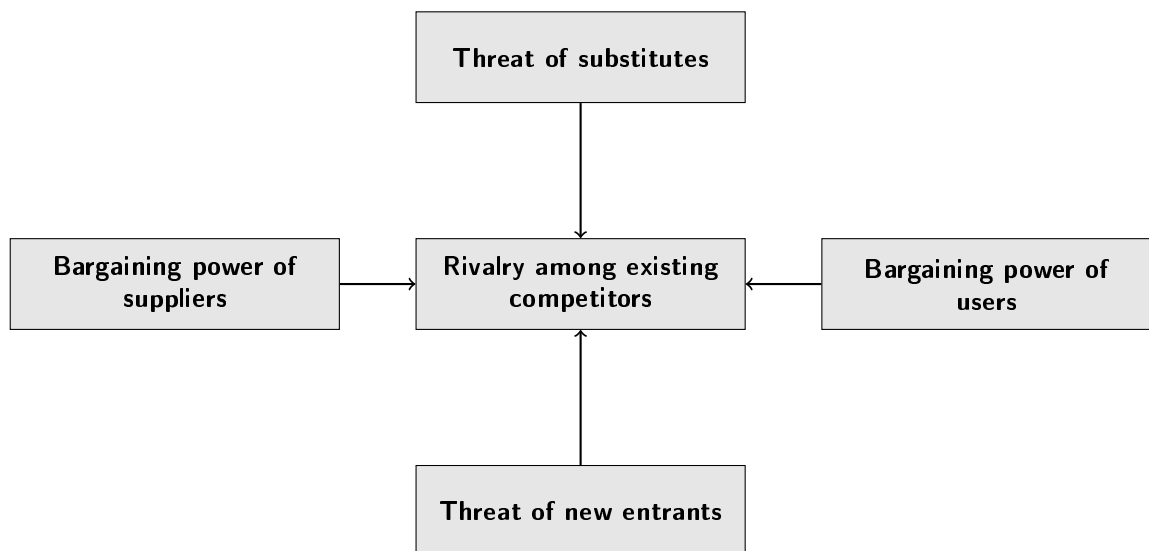 Threat of substitutes
Bargaining power of
suppliers
Rivalry among existing
competitors
Bargaining power of
users
Threat of new entrants